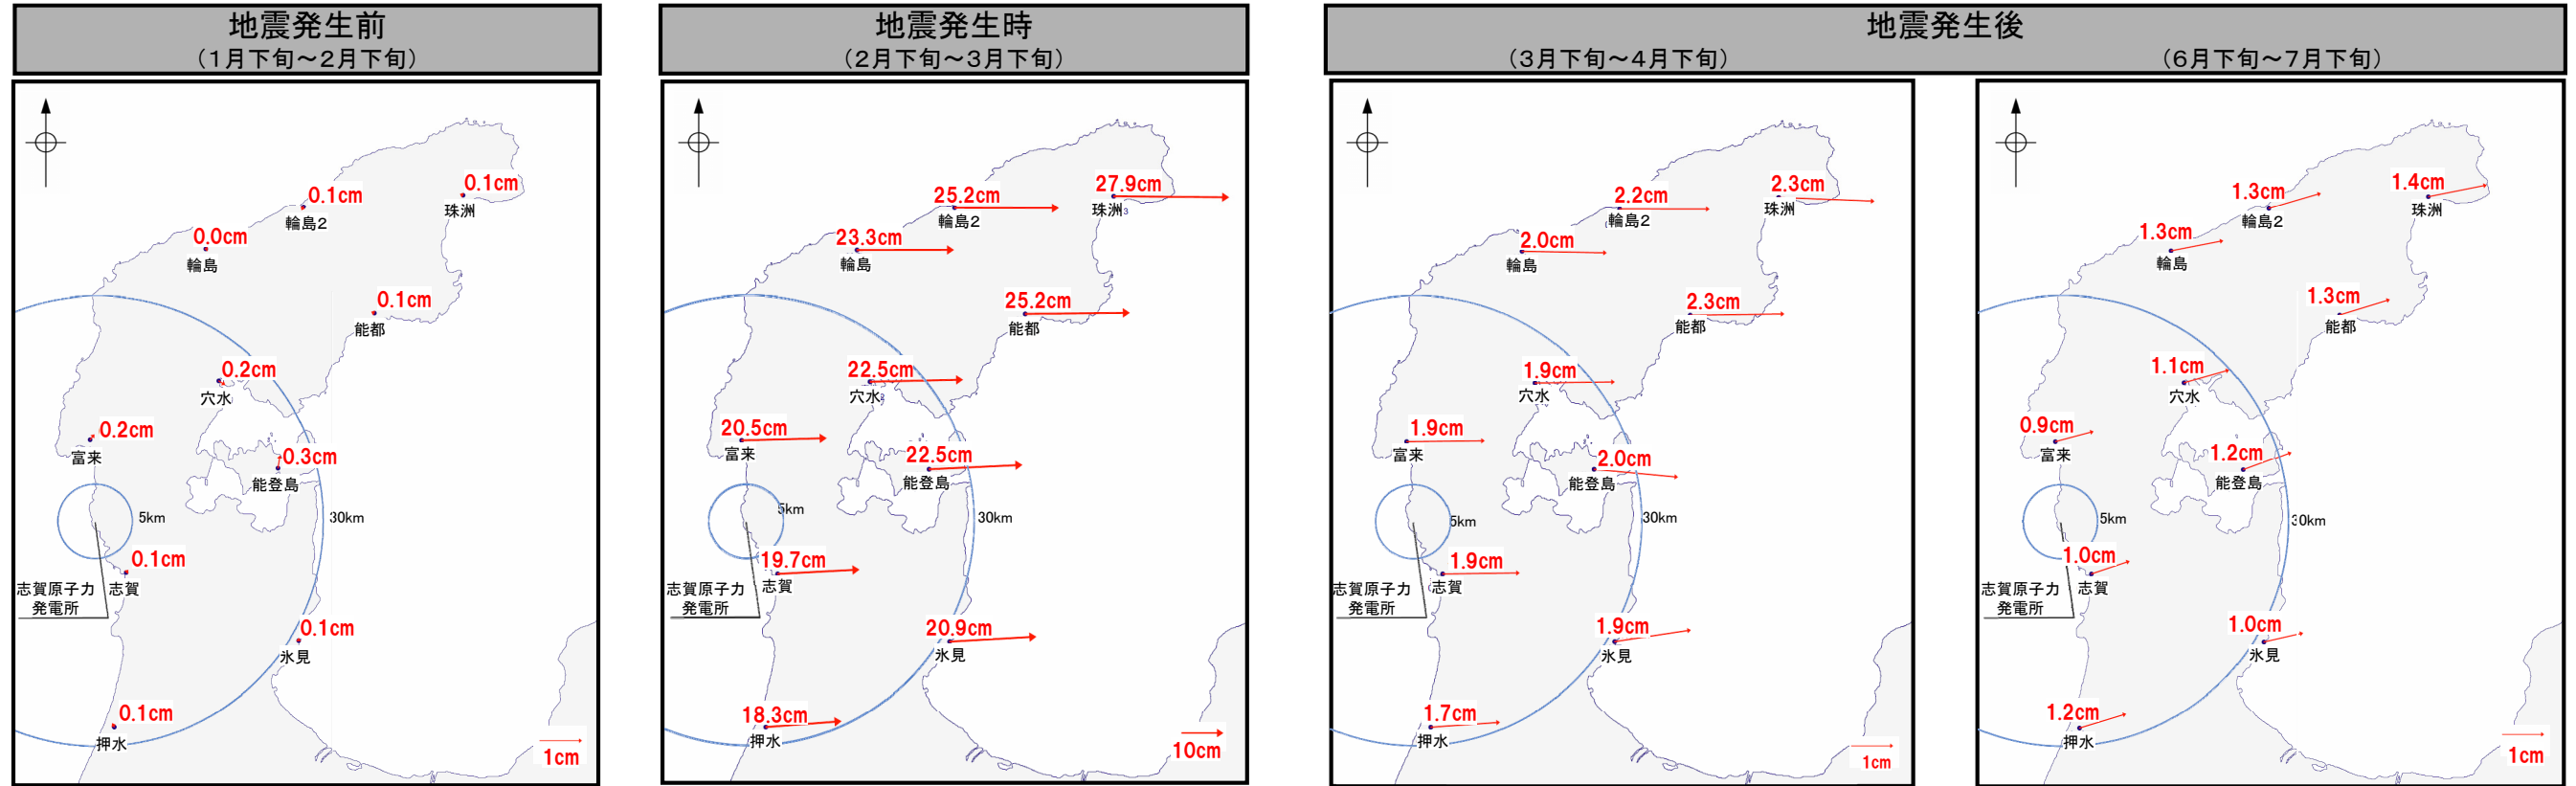 地震発生前
(1月下旬～2月下旬)
0.1cm
輪島2
0.1cm
珠洲
0.0cm
輪島
0.1cm
能都
0.2cm
穴水
0.2cm
富来
0.3cm
能登島
5km
30km
0.1cm
志賀
志賀原子力
発電所
0.1cm
氷見
0.1cm
押水
1cm
地震発生時
(2月下旬～3月下旬)
25.2cm
輪島2
27.9cm
珠洲
23.3cm
輪島
25.2cm
能都
22.5cm
穴水
20.5cm
富来
22.5cm
能登島
5km
30km
19.7cm
志賀
志賀原子力
発電所
20.9cm
氷見
18.3cm
押水
10cm
地震発生後
(3月下旬～4月下旬)
2.2cm
輪島2
2.3cm
珠洲
2.0cm
輪島
2.3cm
能都
1.9cm
穴水
1.9cm
富来
2.0cm
能登島
5km
30km
1.9cm
志賀
志賀原子力
発電所
1.9cm
氷見
1.7cm
押水
1cm
(6月下旬～7月下旬)
1.3cm
輪島2
1.4cm
珠洲
1.3cm
輪島
1.3cm
能都
1.1cm
穴水
0.9cm
富来
1.2cm
能登島
5km
30km
1.0cm
志賀
志賀原子力
発電所
1.0cm
氷見
1.2cm
押水
1cm